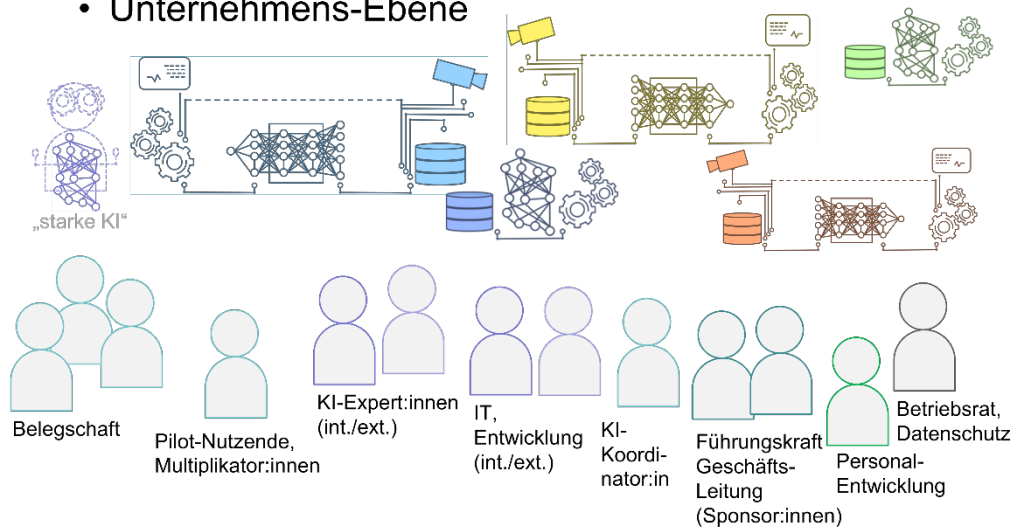 • Unternehmens-Ebene
„starke KI“
Belegschaft
Pilot-Nutzende,
Multiplikator:innen
KI-Expert:innen
(int./ext.)
IT,
Entwicklung
(int./ext.)
KI-
Koordi-
nator:in
Führungskraft
Geschäfts-
Leitung
(Sponsor:innen)
Personal-
Entwicklung
Betriebsrat,
Datenschutz